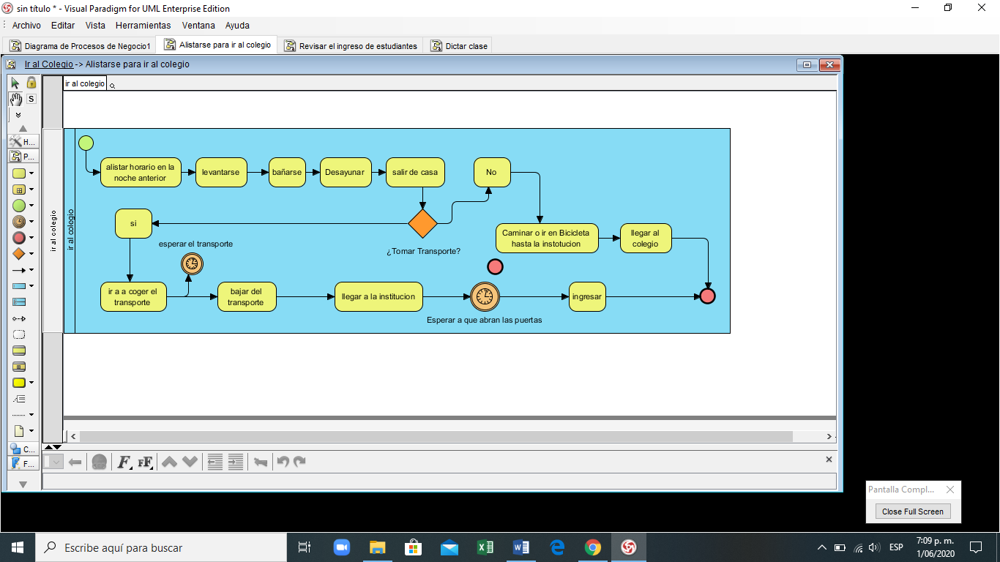 sin título * - Visual Paradigm for UML Enterprise Edition
Archivo Editar Vista Herramientas Ventana Ayuda
Diagrama de Procesos de Negocio1 Alistarse para ir al colegio Revisar el ingreso de estudiantes Dictar clase
Ir al Colegio -> Alistarse para ir al colegio
S
ir al colegio
H...
P...
ir al colegio
ir al colegio
alistar horario en la
noche anterior
levantarse
bañarse
Desayunar
salir de casa
No
si
¿Tomar Transporte?
Caminar o ir en Bicicleta
hasta la instotucion
llegar al
colegio
esperar el transporte
ir a a coger el
transporte
bajar del
transporte
llegar a la institucion
Esperar a que abran las puertas
ingresar
C...
F...
F FF
Pantalla Compl...
Close Full Screen
Escribe aquí para buscar
ESP
7:09 p. m.
1/06/2020